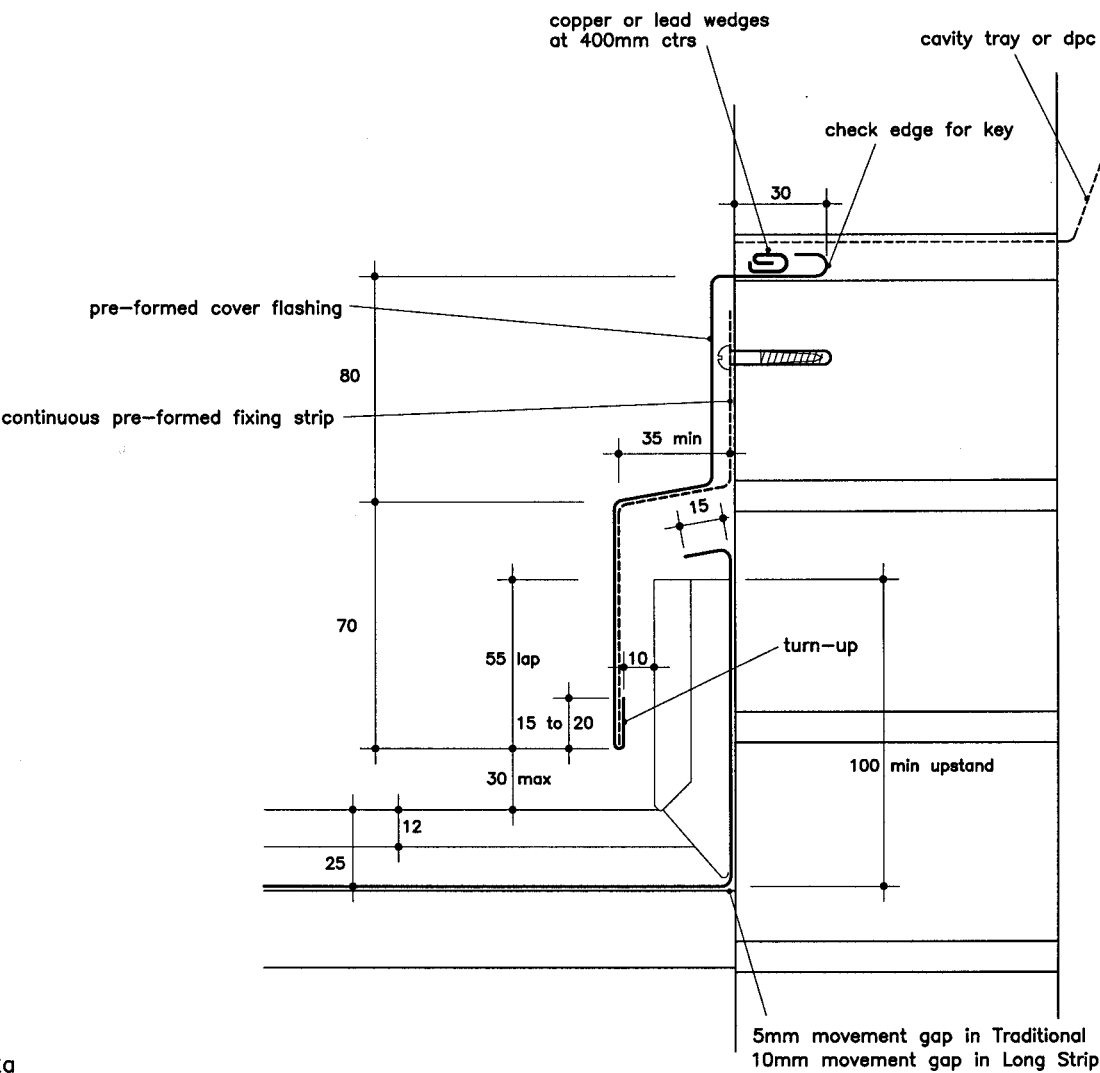 copper or lead wedges
at 400mm ctrs
cavity tray or dpc
check edge for key
30
pre-formed cover flashing
80
continuous pre-formed fixing strip
35 min
15
70
55 lap
10
turn-up
15 to 20
30 max
100 min upstand
12
25
5mm movement gap in Traditional
10mm movement gap in Long Strip